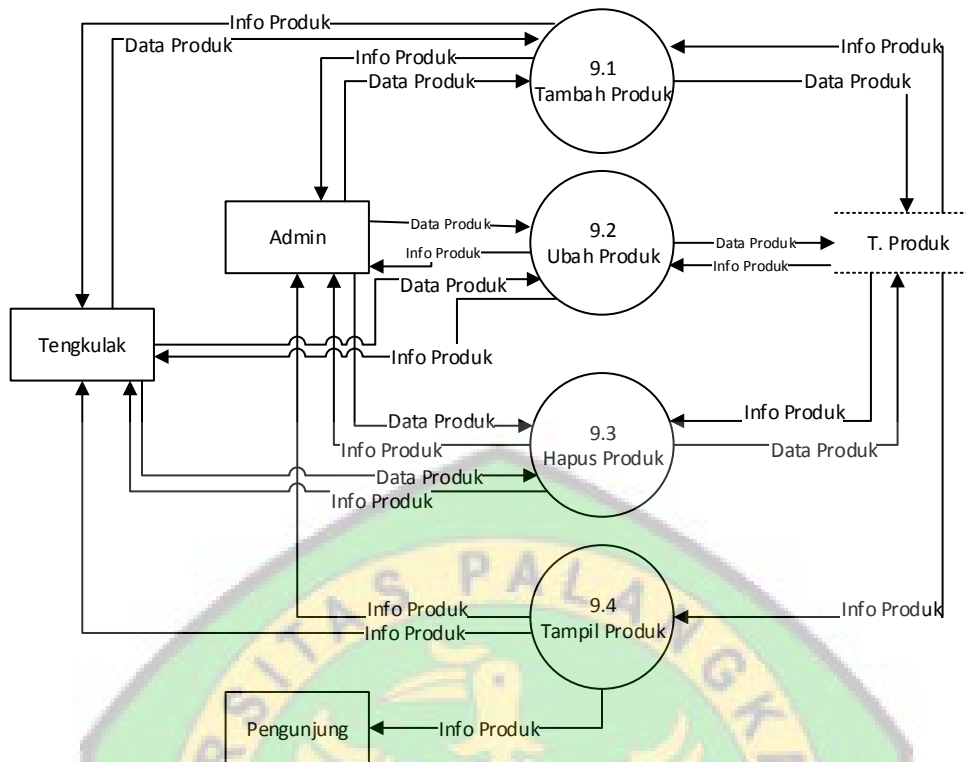 Info Produk
Data Produk
Info Produk
Data Produk
9.1
Tambah Produk
Info Produk
Data Produk
Admin
Data Produk
Info Produk
Data Produk
9.2
Ubah Produk
Data Produk
Info Produk
T. Produk
Tengkulak
Info Produk
Data Produk
Info Produk
Data Produk
Info Produk
9.3
Hapus Produk
Info Produk
Data Produk
Info Produk
Info Produk
9.4
Tampil Produk
Info Produk
Pengunjung
Info Produk
RSITAS PALANGKA